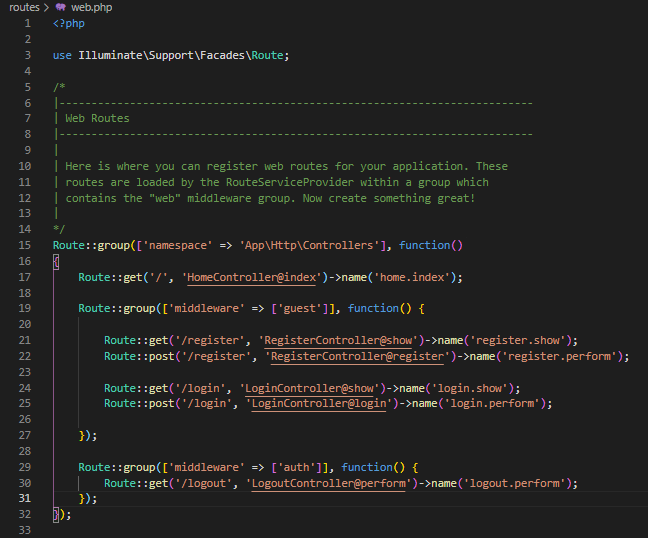 routes > web.php
1 <?php
2
3 use Illuminate\Support\Facades\Route;
4
5 /*
6 |--------------------------------------------------------------------------
7 | Web Routes
8 |--------------------------------------------------------------------------
9 |
10 | Here is where you can register web routes for your application. These
11 | routes are loaded by the RouteServiceProvider within a group which
12 | contains the "web" middleware group. Now create something great!
13 |
14 */
15 Route::group(['namespace' => 'App\Http\Controllers'], function()
16 {
17     Route::get('/', 'HomeController@index')->name('home.index');
18
19     Route::group(['middleware' => ['guest']], function() {
20
21         Route::get('/register', 'RegisterController@show')->name('register.show');
22         Route::post('/register', 'RegisterController@register')->name('register.perform');
23
24         Route::get('/login', 'LoginController@show')->name('login.show');
25         Route::post('/login', 'LoginController@login')->name('login.perform');
26
27     });
28
29     Route::group(['middleware' => ['auth']], function() {
30         Route::get('/logout', 'LogoutController@perform')->name('logout.perform');
31     });
32 });
33